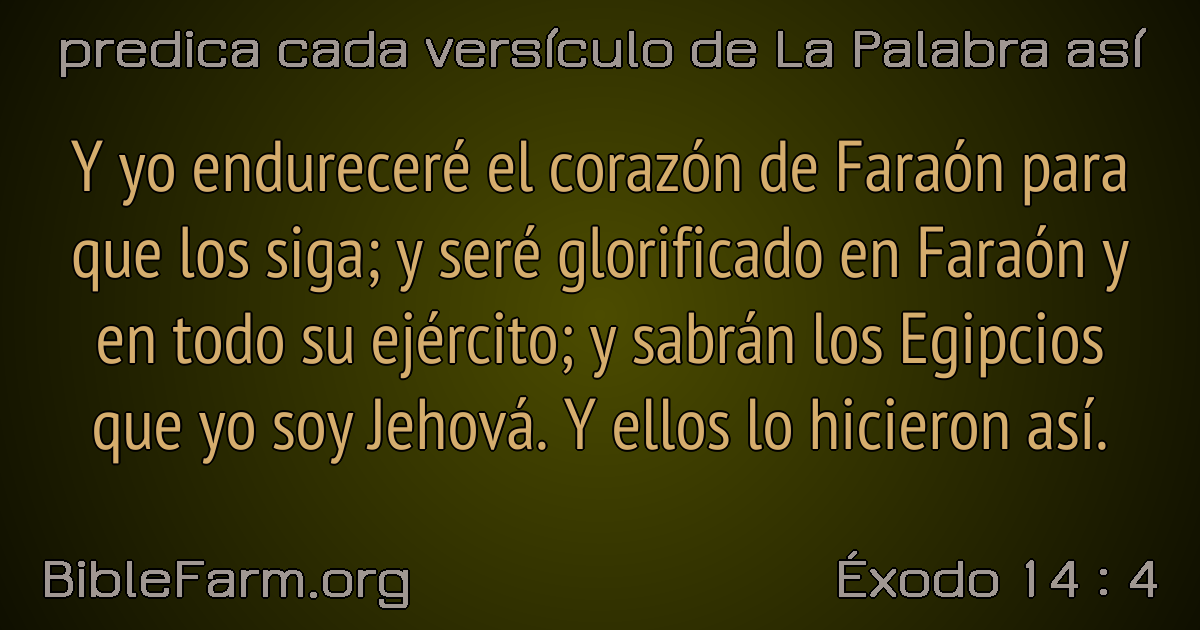 predica cada versículo de La Palabra así
Y yo endureceré el corazón de Faraón para
que los siga; y seré glorificado en Faraón y
en todo su ejército; y sabrán los Egipcios
que yo soy Jehová. Y ellos lo hicieron así.
BibleFarm.org
Éxodo 14 : 4